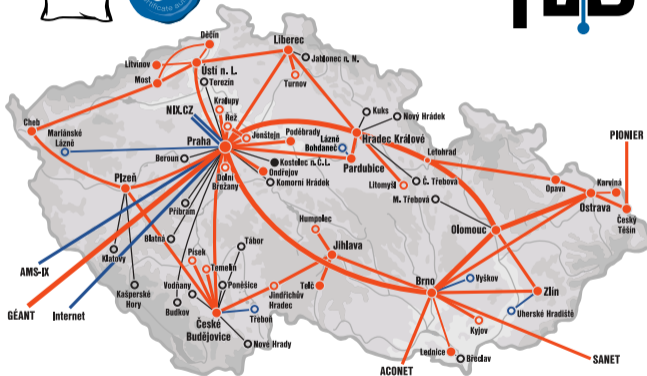 Děčín
Liberec
Jablonec n. N.
Litvínov
Most
Ústí n. L.
Terezín
Turnov
Kralupy
NIX.CZ
Řež
Kuks
Nový Hrádek
Cheb
Mariánské
Lázně
Praha
Jenštejn
Poděbrady
Lázně
Bohdaneč
Hradec Králové
PIONIER
Beroun
Kostelec n.Č.L.
Ondřejov
Komorní Hrádek
Dolní
Břežany
Pardubice
Letohrad
Litomyšl
Č. Třebová
M. Třebová
Opava
Karviná
Ostrava
Český
Těšín
Plzeň
Příbram
Humpolec
Olomouc
Blatná
Klatovy
Písek
Temelín
Tábor
Jihlava
AMS-IX
Vodňany
Poněšice
Telč
Brno
Vyškov
Zlín
GÉANT
Internet
Kašperské
Hory
Budkov
Jindřichův
Hradec
Třeboň
Uherské Hradiště
České
Budějovice
Nové Hrady
Kyjov
Lednice
Břeclav
SANET
ACONET